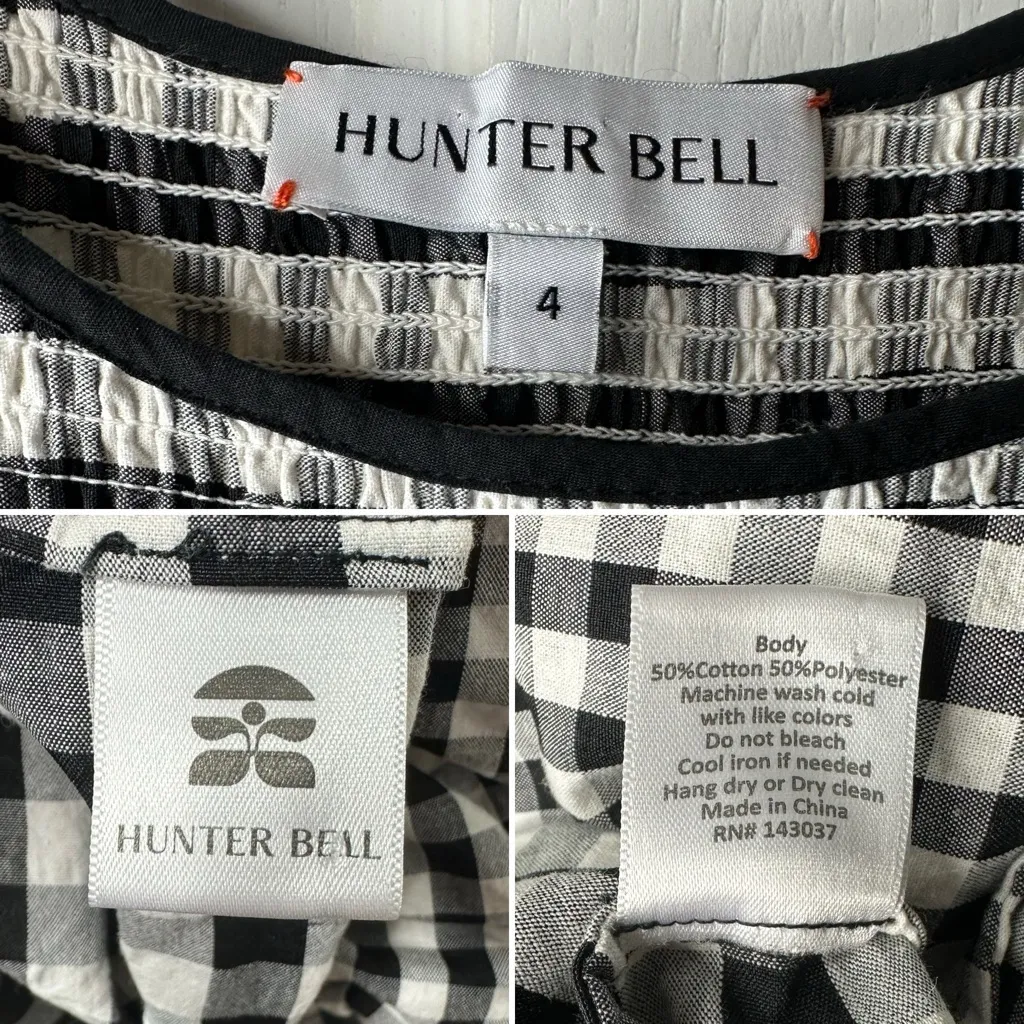 HUNTER BELL
4
HUNTER BELL
Body
50%Cotton 50%Polyester
Machine wash cold
with like colors
Do not bleach
Cool iron if needed
Hang dry or Dry clean
Made in China
RN# 143037